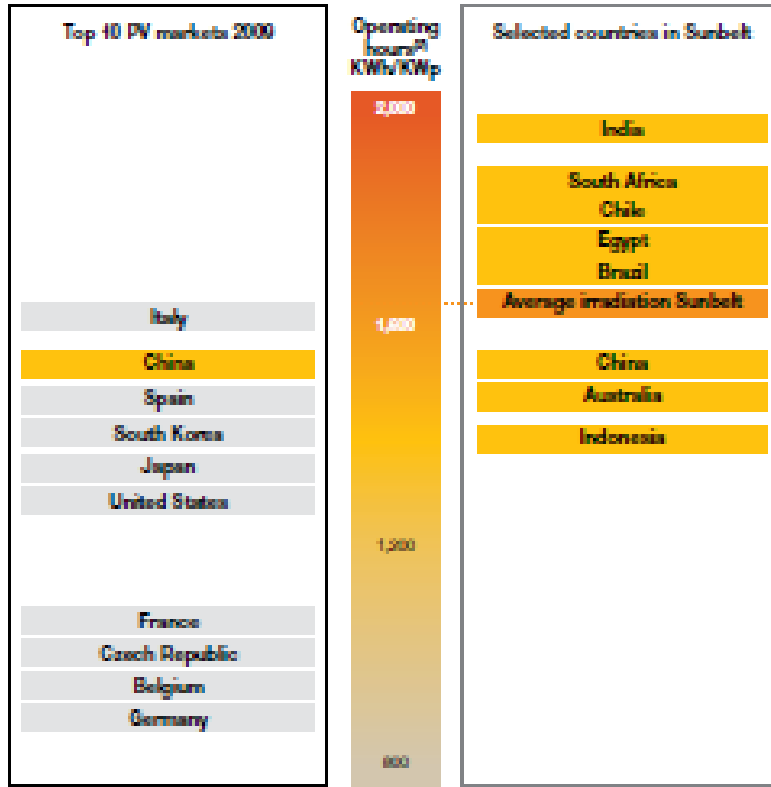 Top 10 PV markets 2009
Operating
hours
KWh/KWp
Selected countries in Sunbelt
2,000
India
South Africa
Chile
Egypt
Brazil
Average irradiation Sunbelt
Italy
1,600
China
China
Spain
Australia
South Korea
Indonesia
Japan
United States
1,200
France
Czech Republic
Belgium
Germany
800